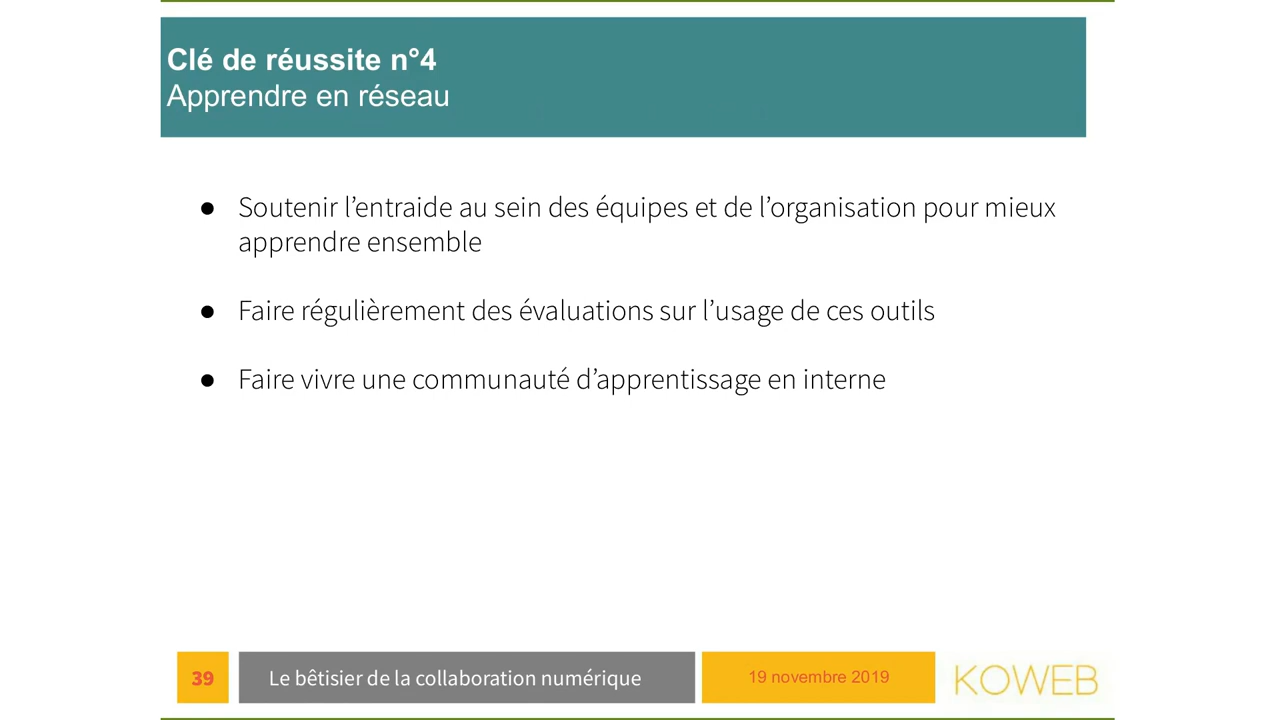 Clé de réussite n°4
Apprendre en réseau
● Soutenir l’entraide au sein des équipes et de l’organisation pour mieux
apprendre ensemble
● Faire régulièrement des évaluations sur l’usage de ces outils
● Faire vivre une communauté d’apprentissage en interne
39
Le bêtisier de la collaboration numérique
19 novembre 2019
KOWEB